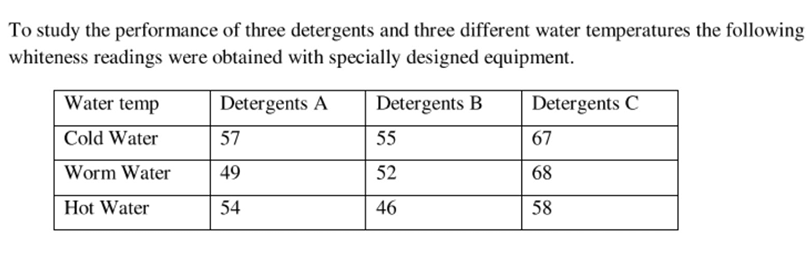 To study the performance of three detergents and three different water temperatures the following
whiteness readings were obtained with specially designed equipment.
Water temp Detergents A Detergents B Detergents C
Cold Water 57 55 67
Worm Water 49 52 68
Hot Water 54 46 58